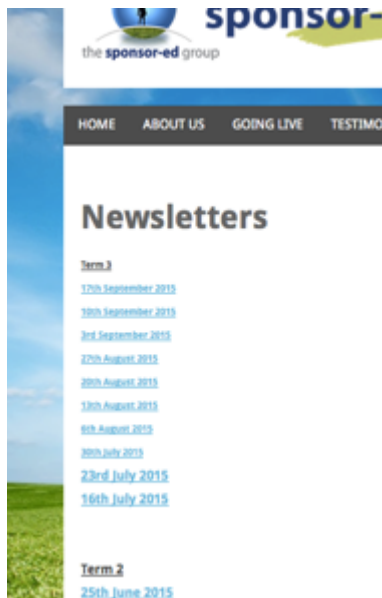 sponsor-
the sponsor-ed group
HOME ABOUT US GOING LIVE TESTIMO
Newsletters
Term 3
17th September 2015
10th September 2015
3rd September 2015
27th August 2015
20th August 2015
13th August 2015
6th August 2015
30th July 2015
23rd July 2015
16th July 2015
Term 2
25th June 2015